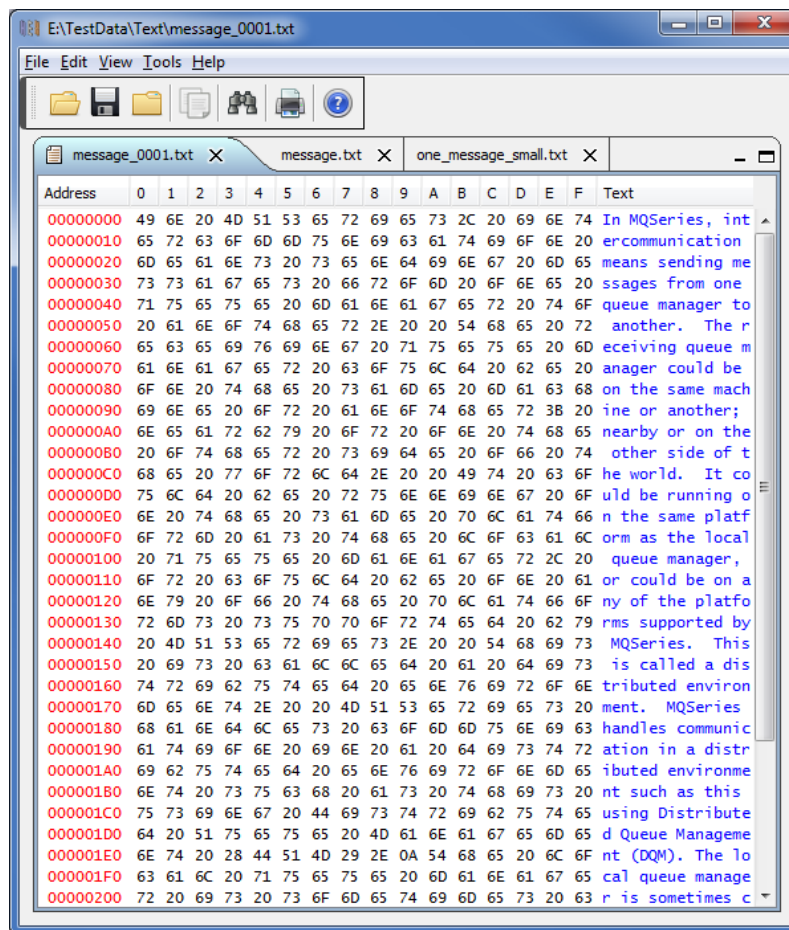 E:\TestData\Text\message_0001.txt
File Edit View Tools Help
message_0001.txt message.txt one_message_small.txt
Address 0 1 2 3 4 5 6 7 8 9 A B C D E F Text
00000000 49 6E 20 4D 51 53 65 72 69 65 73 2C 20 69 6E 74 In MQSeries, int
00000010 65 72 63 6F 6D 6D 75 6E 69 63 61 74 69 6F 6E 20 ercommunication
00000020 6D 65 61 6E 73 20 73 65 6E 64 69 6E 67 20 6D 65 means sending me
00000030 73 73 61 67 65 73 20 66 72 6F 6D 20 6F 6E 65 20 ssages from one
00000040 71 75 65 75 65 20 6D 61 6E 61 67 65 72 20 74 6F queue manager to
00000050 20 61 6E 6F 74 68 65 72 2E 20 20 54 68 65 20 72 another.  The r
00000060 65 63 65 69 76 69 6E 67 20 71 75 65 75 65 20 6D eceiving queue m
00000070 61 6E 61 67 65 72 20 63 6F 75 6C 64 20 62 65 20 anager could be
00000080 6F 6E 20 74 68 65 20 73 61 6D 65 20 6D 61 63 68 on the same mach
00000090 69 6E 65 20 6F 72 20 61 6E 6F 74 68 65 72 3B 20 ine or another;
000000A0 6E 65 61 72 62 79 20 6F 72 20 6F 6E 20 74 68 65 nearby or on the
000000B0 20 6F 74 68 65 72 20 73 69 64 65 20 6F 66 20 74 other side of t
000000C0 68 65 20 77 6F 72 6C 64 2E 20 20 49 74 20 63 6F he world.  It co
000000D0 75 6C 64 20 62 65 20 72 75 6E 6E 69 6E 67 20 6F uld be running o
000000E0 6E 20 74 68 65 20 73 61 6D 65 20 70 6C 61 74 66 n the same platf
000000F0 6F 72 6D 20 61 73 20 74 68 65 20 6C 6F 63 61 6C orm as the local
00000100 20 71 75 65 75 65 20 6D 61 6E 61 67 65 72 2C 20 queue manager,
00000110 6F 72 20 63 6F 75 6C 64 20 62 65 20 6F 6E 20 61 or could be on a
00000120 6E 79 20 6F 66 20 74 68 65 20 70 6C 61 74 66 6F ny of the platfo
00000130 72 6D 73 20 73 75 70 70 6F 72 74 65 64 20 62 79 rms supported by
00000140 20 4D 51 53 65 72 69 65 73 2E 20 20 54 68 69 73 MQSeries.  This
00000150 20 69 73 20 63 61 6C 6C 65 64 20 61 20 64 69 73 is called a dis
00000160 74 72 69 62 75 74 65 64 20 65 6E 76 69 72 6F 6E tributed environ
00000170 6D 65 6E 74 2E 20 20 4D 51 53 65 72 69 65 73 20 ment.  MQSeries
00000180 68 61 6E 64 6C 65 73 20 63 6F 6D 6D 75 6E 69 63 handles communic
00000190 61 74 69 6F 6E 20 69 6E 20 61 20 64 69 73 74 72 ation in a distr
000001A0 69 62 75 74 65 64 20 65 6E 76 69 72 6F 6E 6D 65 ibuted environme
000001B0 6E 74 20 73 75 63 68 20 61 73 20 74 68 69 73 20 nt such as this
000001C0 75 73 69 6E 67 20 44 69 73 74 72 69 62 75 74 65 using Distribute
000001D0 64 20 51 75 65 75 65 20 4D 61 6E 61 67 65 6D 65 d Queue Manageme
000001E0 6E 74 20 28 44 51 4D 29 2E 0A 54 68 65 20 6C 6F nt (DQM). The lo
000001F0 63 61 6C 20 71 75 65 75 65 20 6D 61 6E 61 67 65 cal queue manage
00000200 72 20 69 73 20 73 6F 6D 65 74 69 6D 65 73 20 63 r is sometimes c